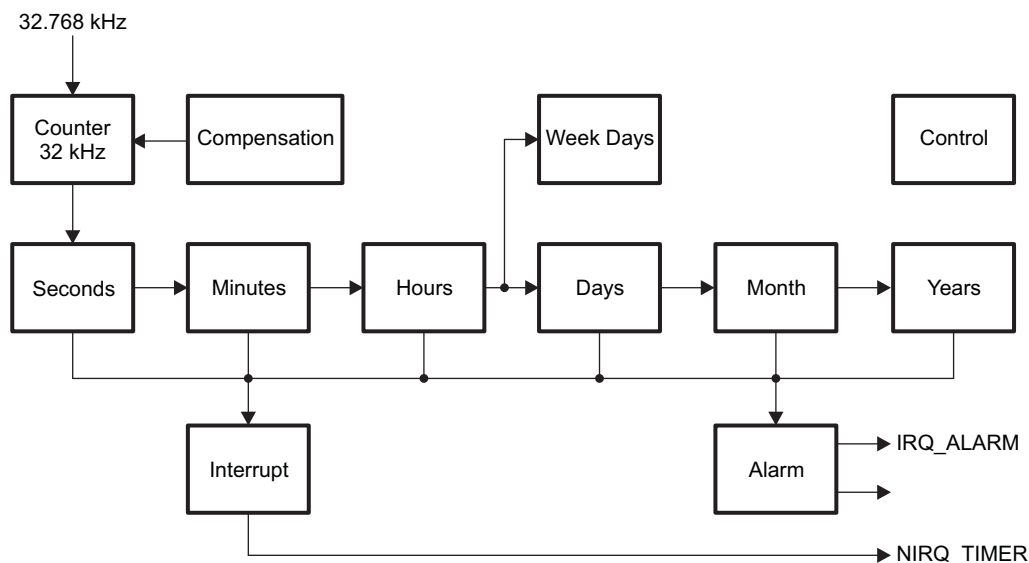 32.768 kHz
Counter
32 kHz
Compensation
Week Days
Control
Seconds
Minutes
Hours
Days
Month
Years
Interrupt
Alarm
IRQ_ALARM
NIRQ_TIMER